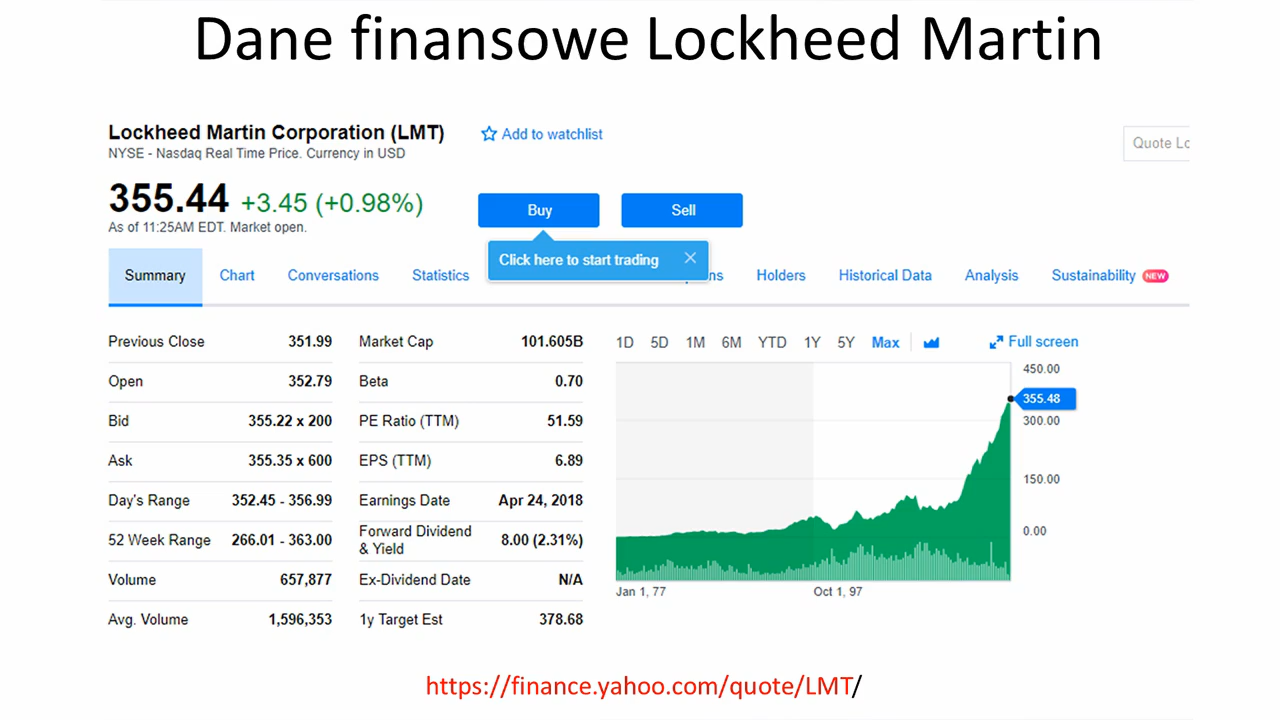 Dane finansowe Lockheed Martin
Lockheed Martin Corporation (LMT)
Add to watchlist
NYSE - Nasdaq Real Time Price. Currency in USD
Quote Lo
355.44 +3.45 (+0.98%)
Buy
Sell
As of 11:25AM EDT. Market open.
Click here to start trading
Summary
Chart
Conversations
Statistics
Holders
Historical Data
Analysis
Sustainability NEW
Previous Close 351.99
Open 352.79
Bid 355.22 x 200
Ask 355.35 x 600
Day's Range 352.45 - 356.99
52 Week Range 266.01 - 363.00
Volume 657,877
Avg. Volume 1,596,353
Market Cap 101.605B
Beta 0.70
PE Ratio (TTM) 51.59
EPS (TTM) 6.89
Earnings Date Apr 24, 2018
Forward Dividend
& Yield 8.00 (2.31%)
Ex-Dividend Date N/A
1y Target Est 378.68
1D 5D 1M 6M YTD 1Y 5Y Max
Full screen
450.00
355.48
300.00
150.00
0.00
Jan 1, 77
Oct 1, 97
https://finance.yahoo.com/quote/LMT/